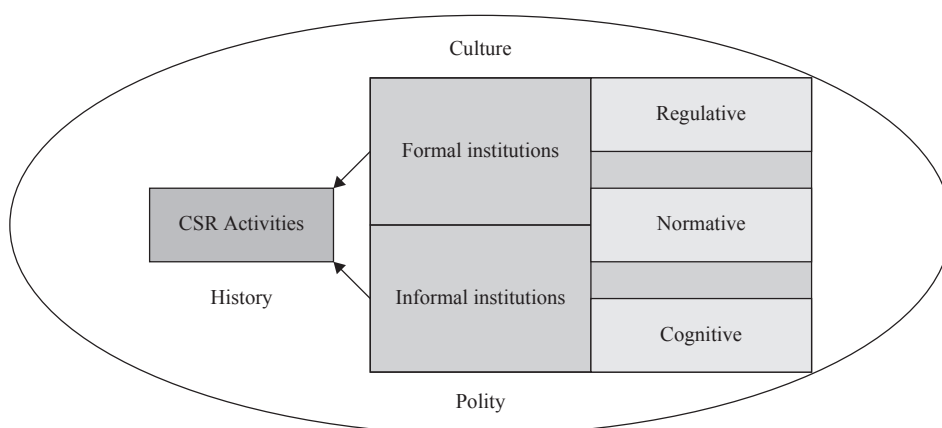 Culture
Regulative
Formal institutions
CSR Activities
Normative
History
Informal institutions
Cognitive
Polity